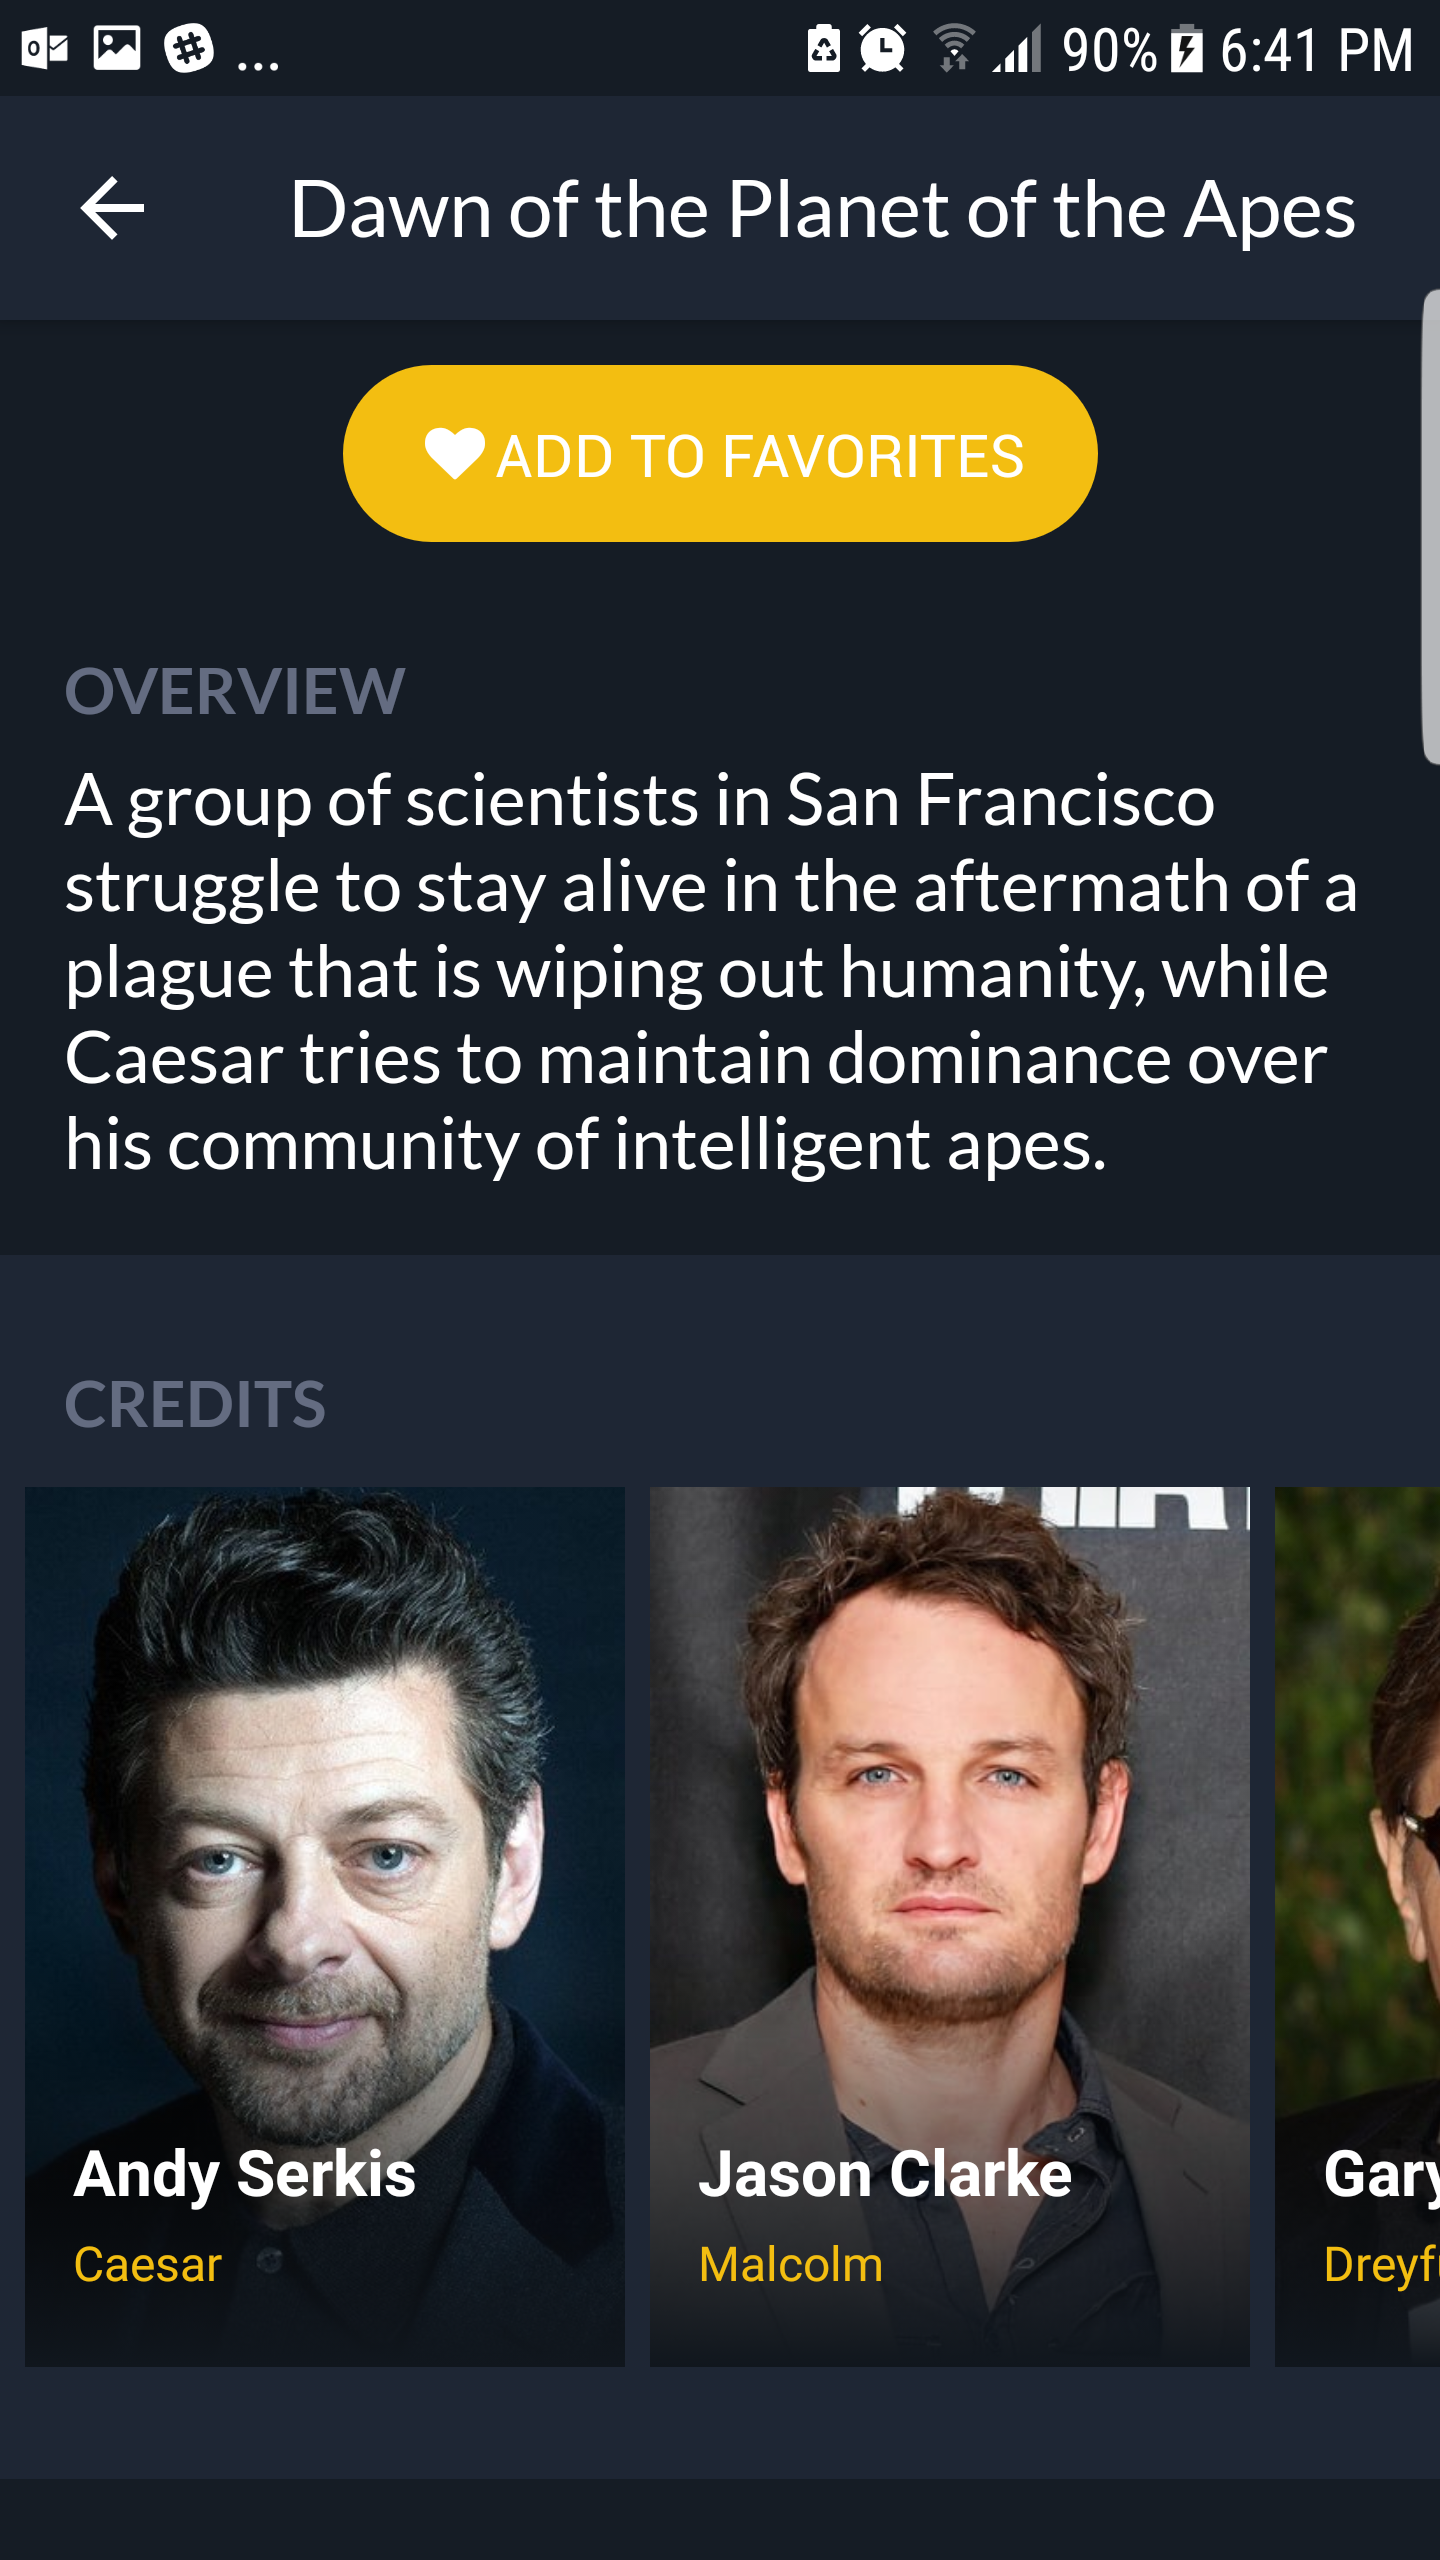 ... 90% 6:41 PM
Dawn of the Planet of the Apes
ADD TO FAVORITES
OVERVIEW
A group of scientists in San Francisco
struggle to stay alive in the aftermath of a
plague that is wiping out humanity, while
Caesar tries to maintain dominance over
his community of intelligent apes.
CREDITS
Andy Serkis
Caesar
Jason Clarke
Malcolm
Gary
Dreyf